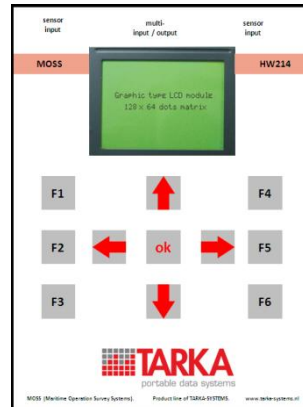 sensor
input
multi-
input / output
sensor
input
MOSS
HW214
Graphic type LCD module
128 x 64 dots matrix
F1
F4
F2
ok
F5
F3
F6
TARKA
portable data systems
MOSS (Maritime Operation Survey Systems).
Product line of TARKA-SYSTEMS.
www.tarka-systems.nl